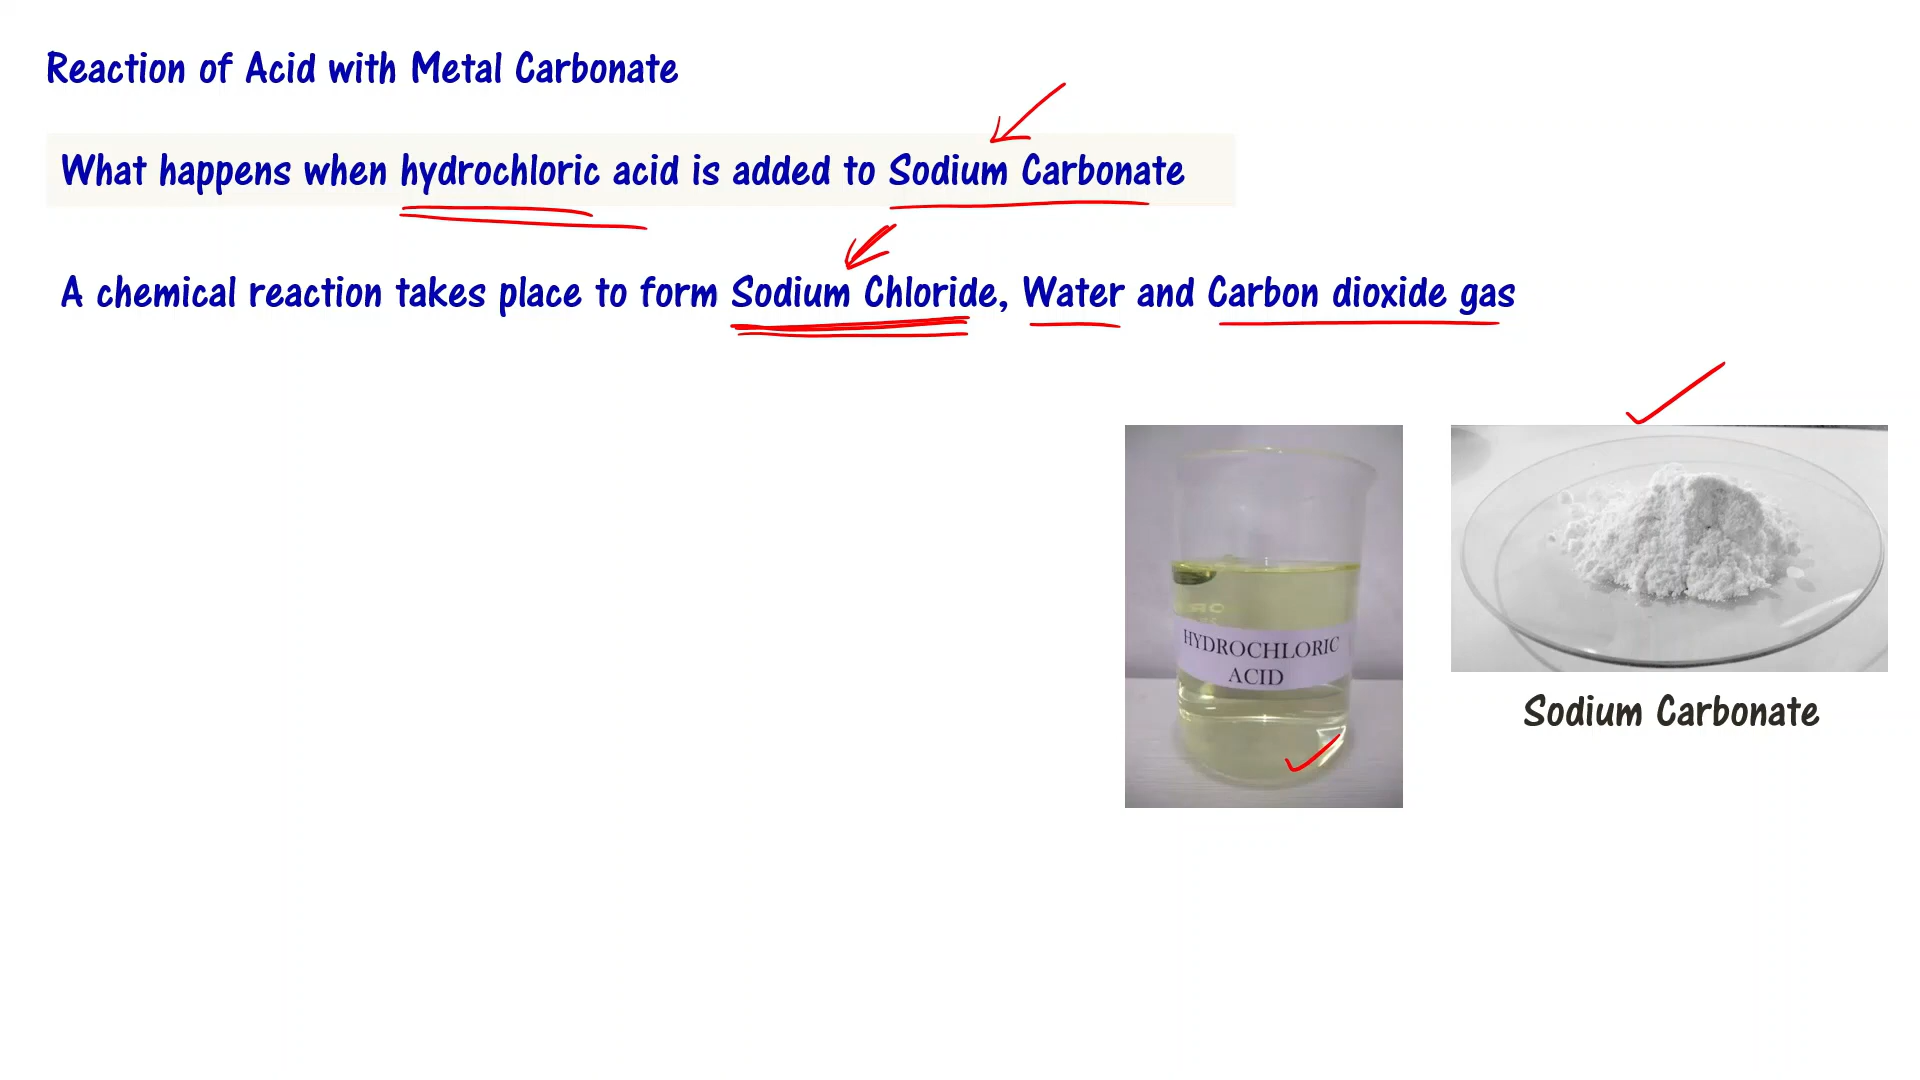 Reaction of Acid with Metal Carbonate
What happens when hydrochloric acid is added to Sodium Carbonate
A chemical reaction takes place to form Sodium Chloride, Water and Carbon dioxide gas
HYDROCHLORIC
ACID
Sodium Carbonate